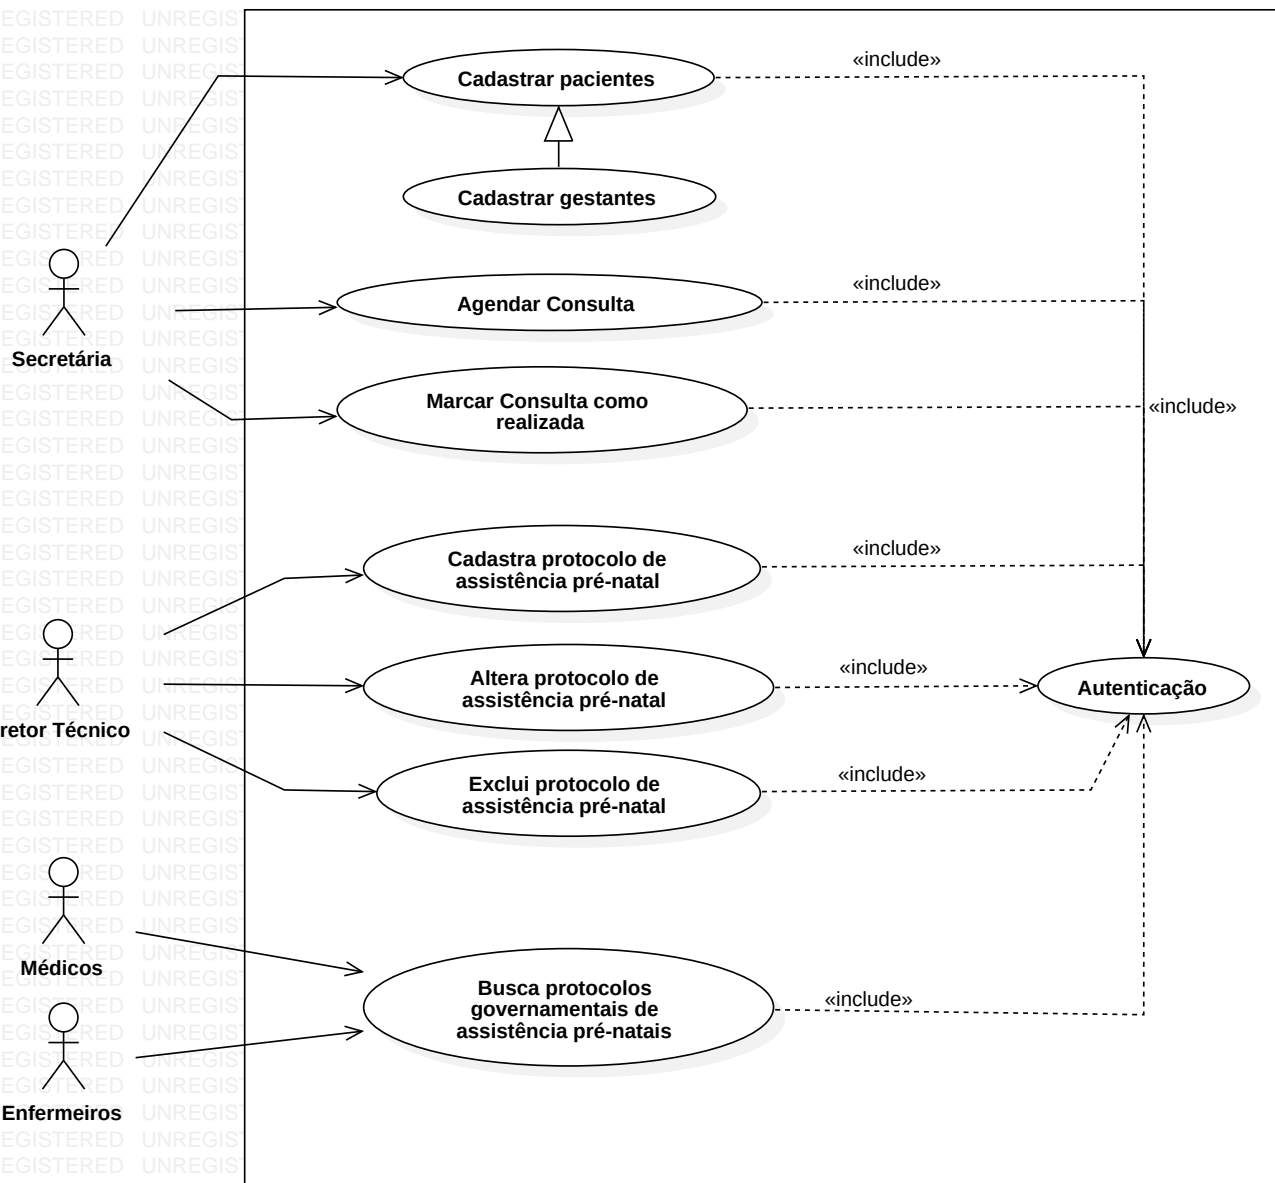 Cadastrar pacientes
«include»
Cadastrar gestantes
Agendar Consulta
«include»
Secretária
Marcar Consulta como
realizada
«include»
Cadastra protocolo de
assistência pré-natal
«include»
retor Técnico
Altera protocolo de
assistência pré-natal
«include»
Autenticação
Exclui protocolo de
assistência pré-natal
«include»
Médicos
Busca protocolos
governamentais de
assistência pré-natais
«include»
Enfermeiros